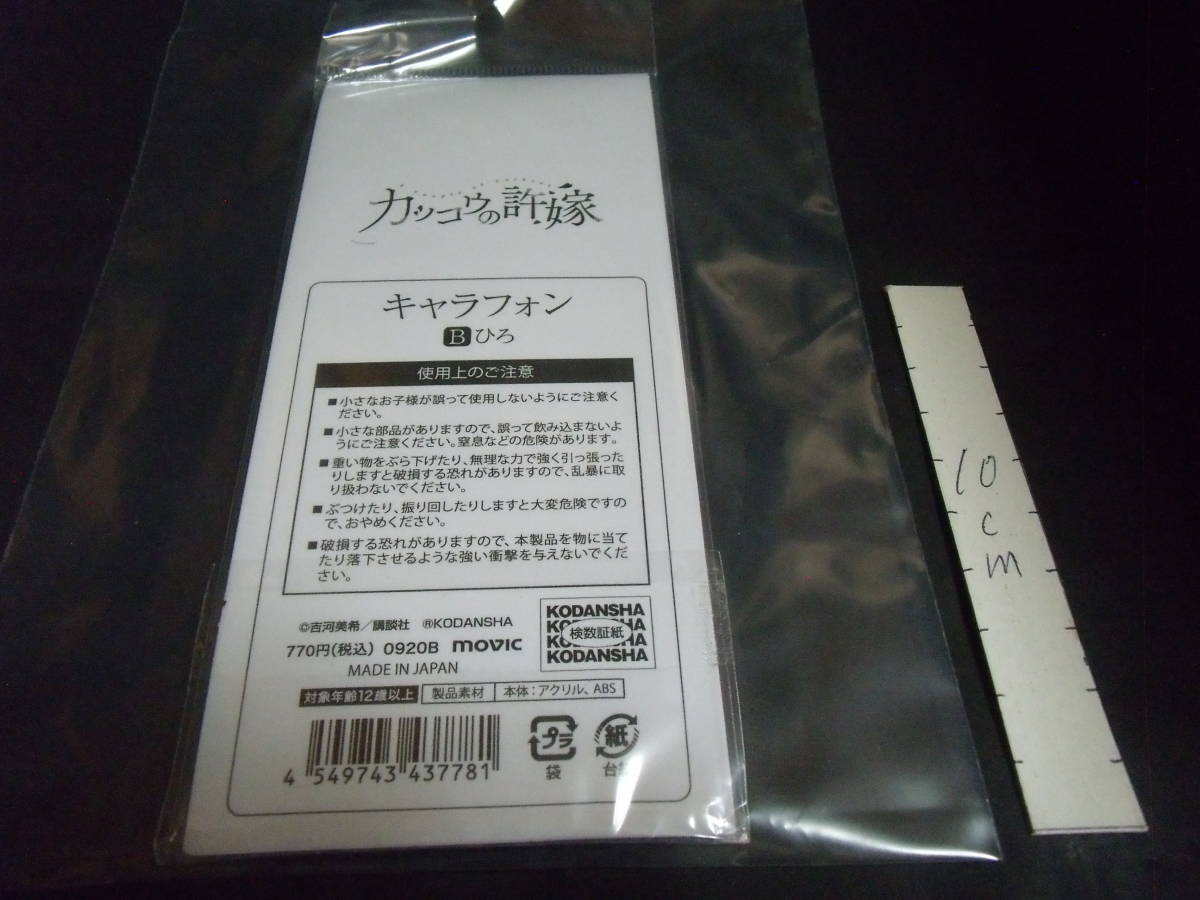 カッコウの許嫁
キャラフォン
B ひろ
使用上のご注意
■小さなお子様が誤って使用しないようにご注意く
ださい。
■小さな部品がありますので、誤って飲み込まないよ
うにご注意ください。窒息などの危険があります。
■重い物をぶら下げたり、無理な力で強く引っ張った
りしますと破損する恐れがありますので、乱暴に取
り扱わないでください。
■ぶつけたり、振り回したりしますと大変危険ですの
で、おやめください。
■破損する恐れがありますので、本製品を物に当て
たり落下させるような強い衝撃を与えないでくだ
さい。
©吉河美希／講談社 ®KODANSHA
770円(税込) 0920B movic
MADE IN JAPAN
KODANSHA
検数証紙
KODANSHA
対象年齢12歳以上 製品素材 本体：アクリル、ABS
4 549743 437781
プラ
袋
紙
台紙
10
cm